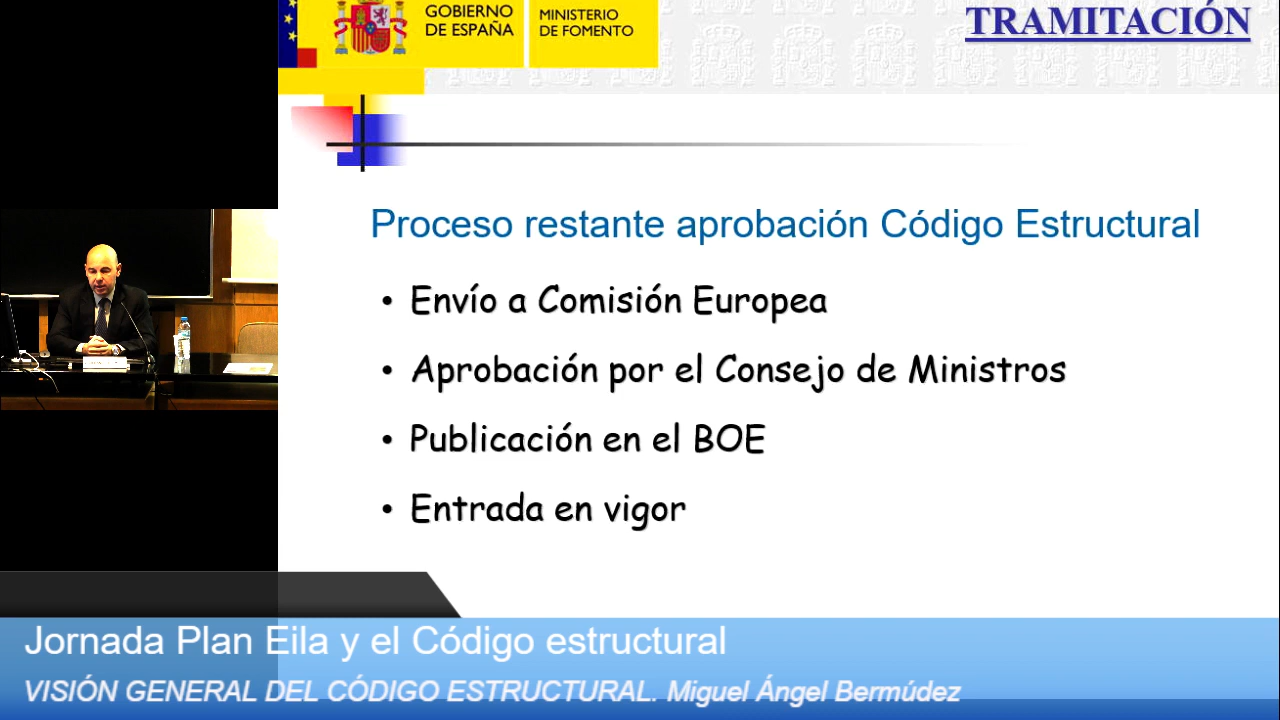 GOBIERNO
DE ESPAÑA
MINISTERIO
DE FOMENTO
TRAMITACIÓN
Proceso restante aprobación Código Estructural
• Envío a Comisión Europea
• Aprobación por el Consejo de Ministros
• Publicación en el BOE
• Entrada en vigor
Jornada Plan Eila y el Código estructural
VISIÓN GENERAL DEL CÓDIGO ESTRUCTURAL. Miguel Ángel Bermúdez